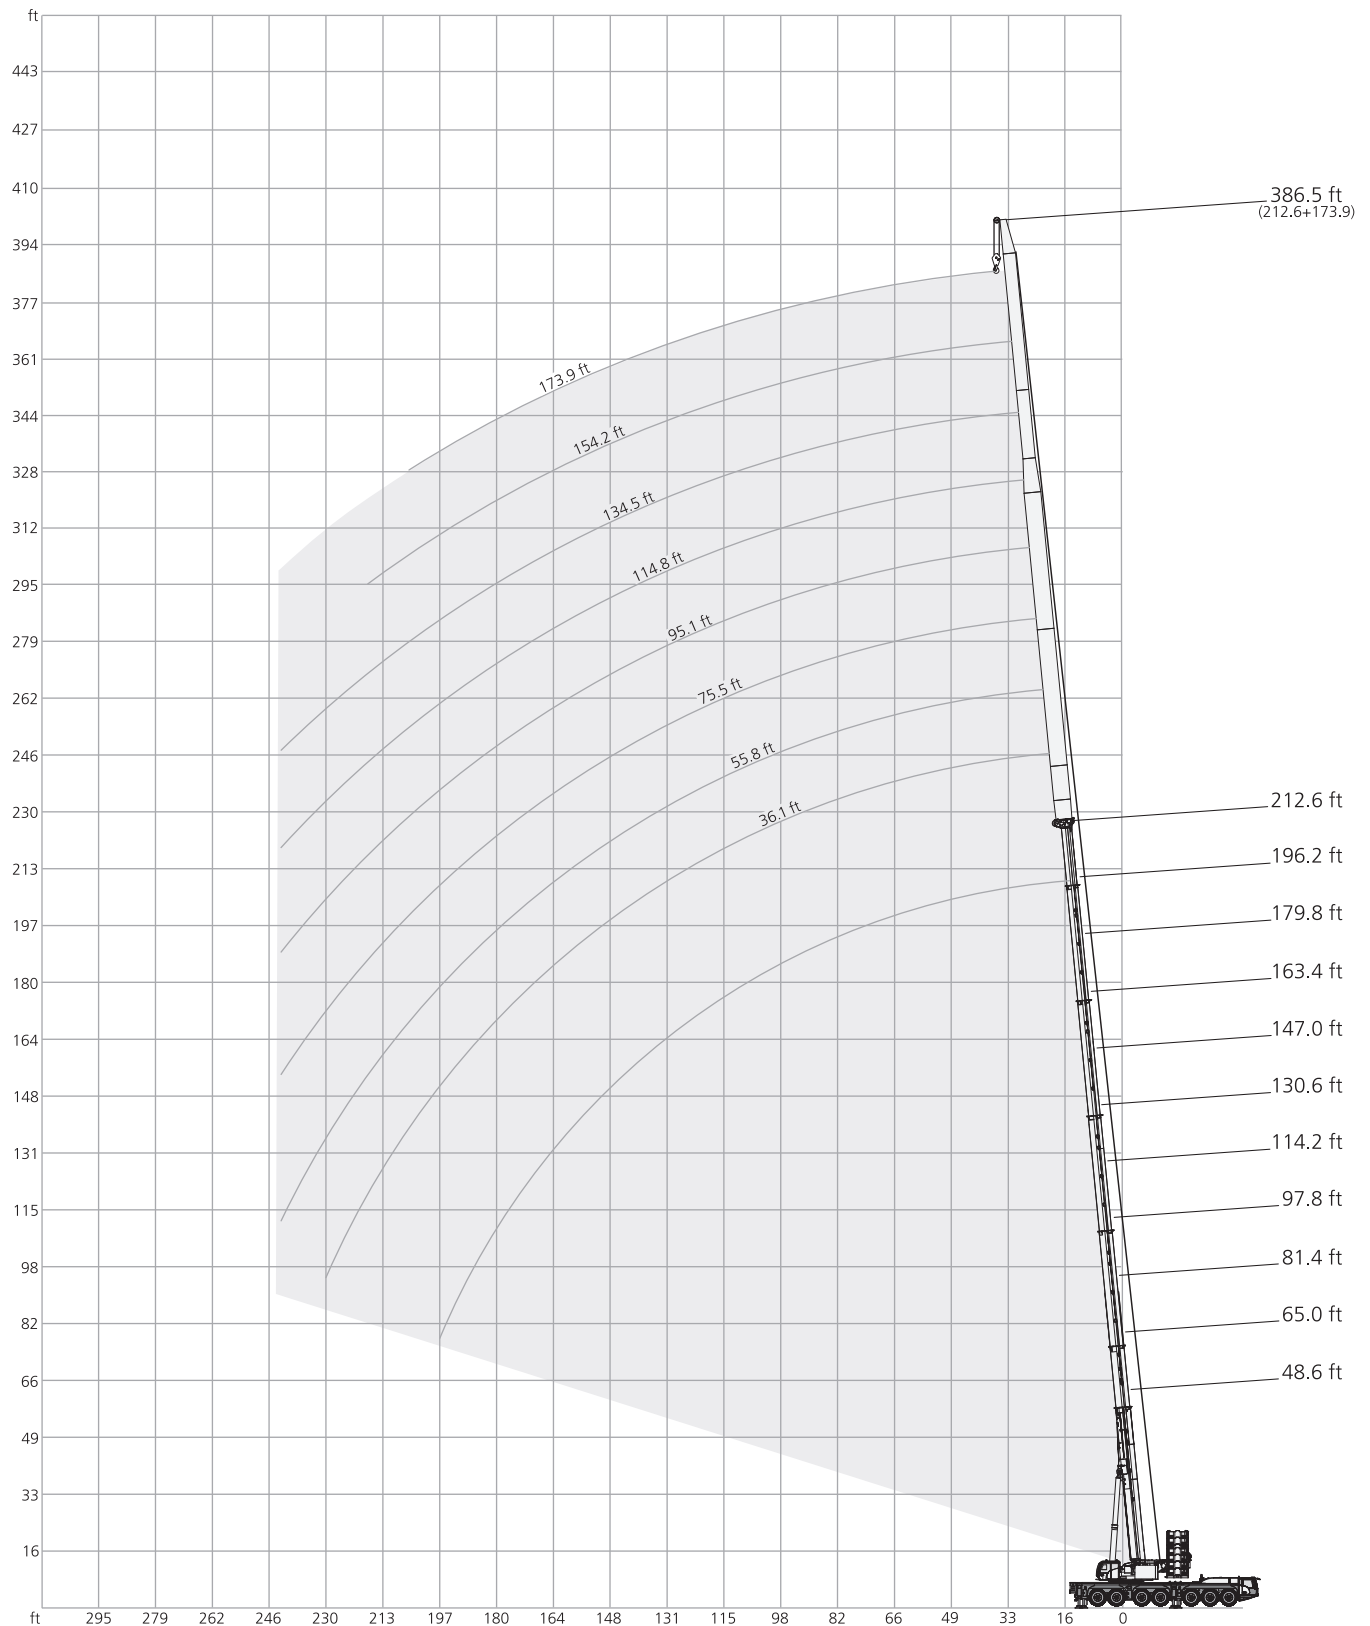 ft
443
427
410
386.5 ft
(212.6+173.9)
394
377
361
173.9 ft
344
154.2 ft
328
134.5 ft
312
114.8 ft
295
95.1 ft
279
75.5 ft
262
55.8 ft
246
36.1 ft
230
212.6 ft
213
196.2 ft
197
179.8 ft
180
163.4 ft
164
147.0 ft
148
130.6 ft
131
114.2 ft
115
97.8 ft
98
81.4 ft
82
65.0 ft
66
48.6 ft
49
33
16
ft 295 279 262 246 230 213 197 180 164 148 131 115 98 82 66 49 33 16 0